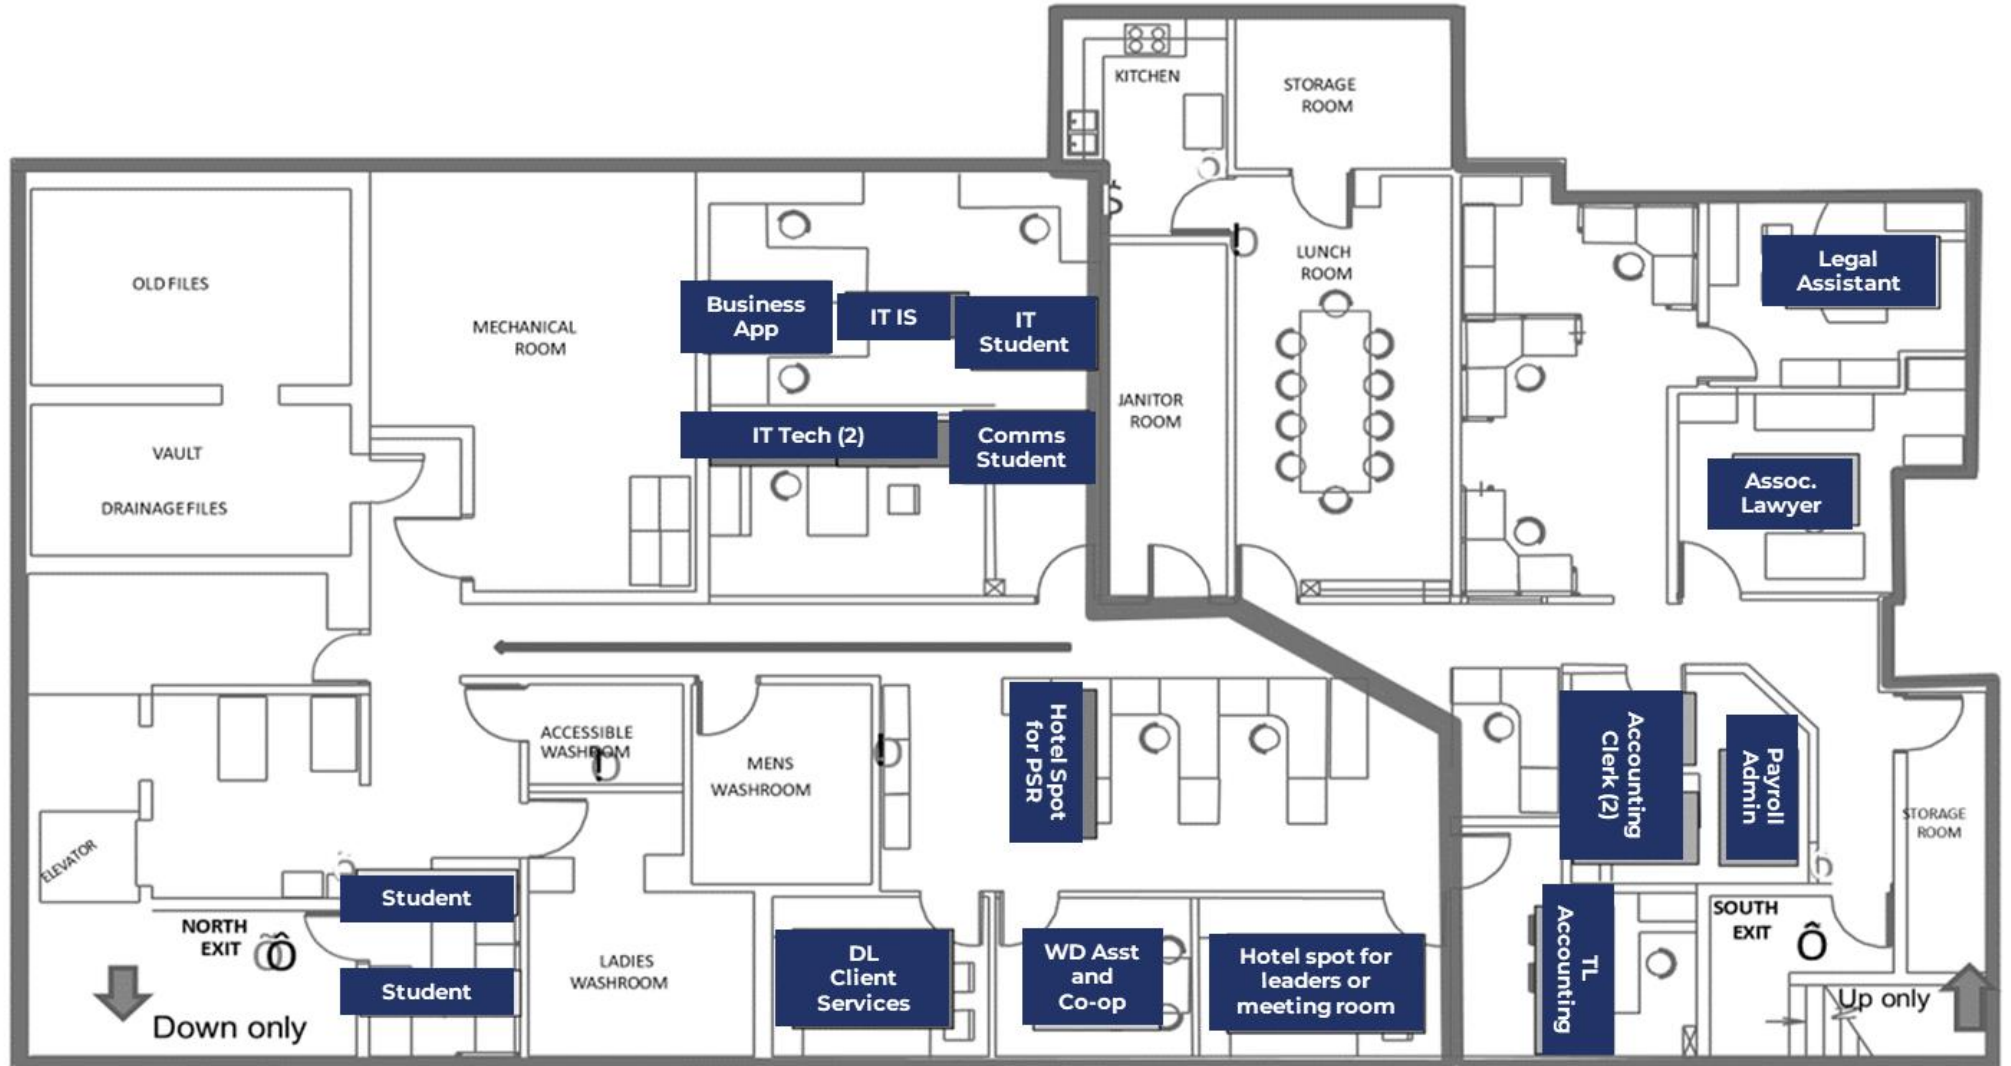 KITCHEN
STORAGE
ROOM
OLD FILES
MECHANICAL
ROOM
LUNCH
ROOM
Legal
Assistant
Business
App
IT IS
IT
Student
JANITOR
ROOM
VAULT
DRAINAGE FILES
IT Tech (2)
Comms
Student
Assoc.
Lawyer
ACCESSIBLE
WASHROOM
MENS
WASHROOM
Hotel Spot
for PSR
Accounting
Clerk (2)
Payroll
Admin
STORAGE
ROOM
ELEVATOR
Student
NORTH
EXIT
Student
Down only
LADIES
WASHROOM
DL
Client
Services
WD Asst
and
Co-op
Hotel spot for
leaders or
meeting room
TL
Accounting
SOUTH
EXIT
Up only